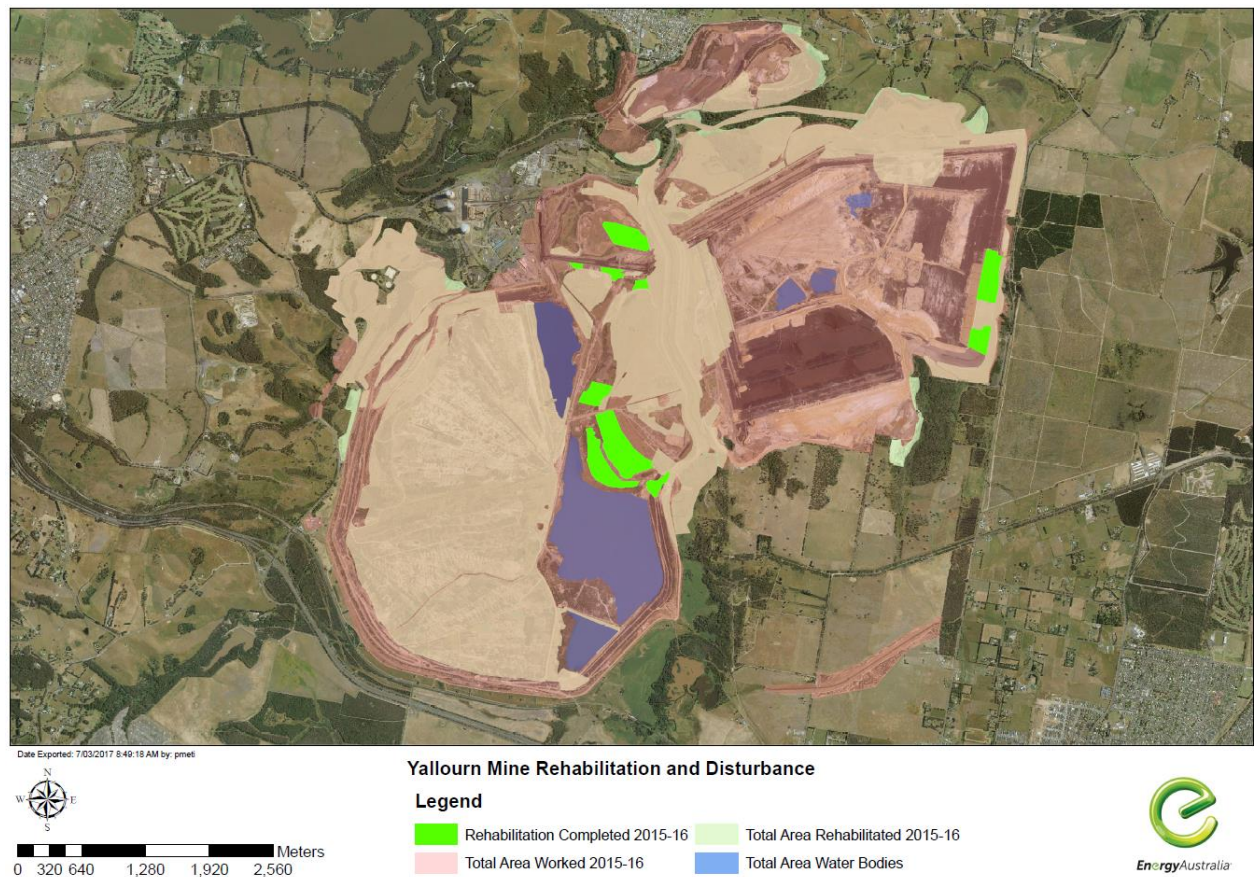 Date Exported: 7/03/2017 8:49:18 AM by: pmeti
Yallourn Mine Rehabilitation and Disturbance
Legend
Rehabilitation Completed 2015-16
Total Area Rehabilitated 2015-16
Total Area Worked 2015-16
Total Area Water Bodies
N
W E
S
Meters
0 320 640 1,280 1,920 2,560
EnergyAustralia